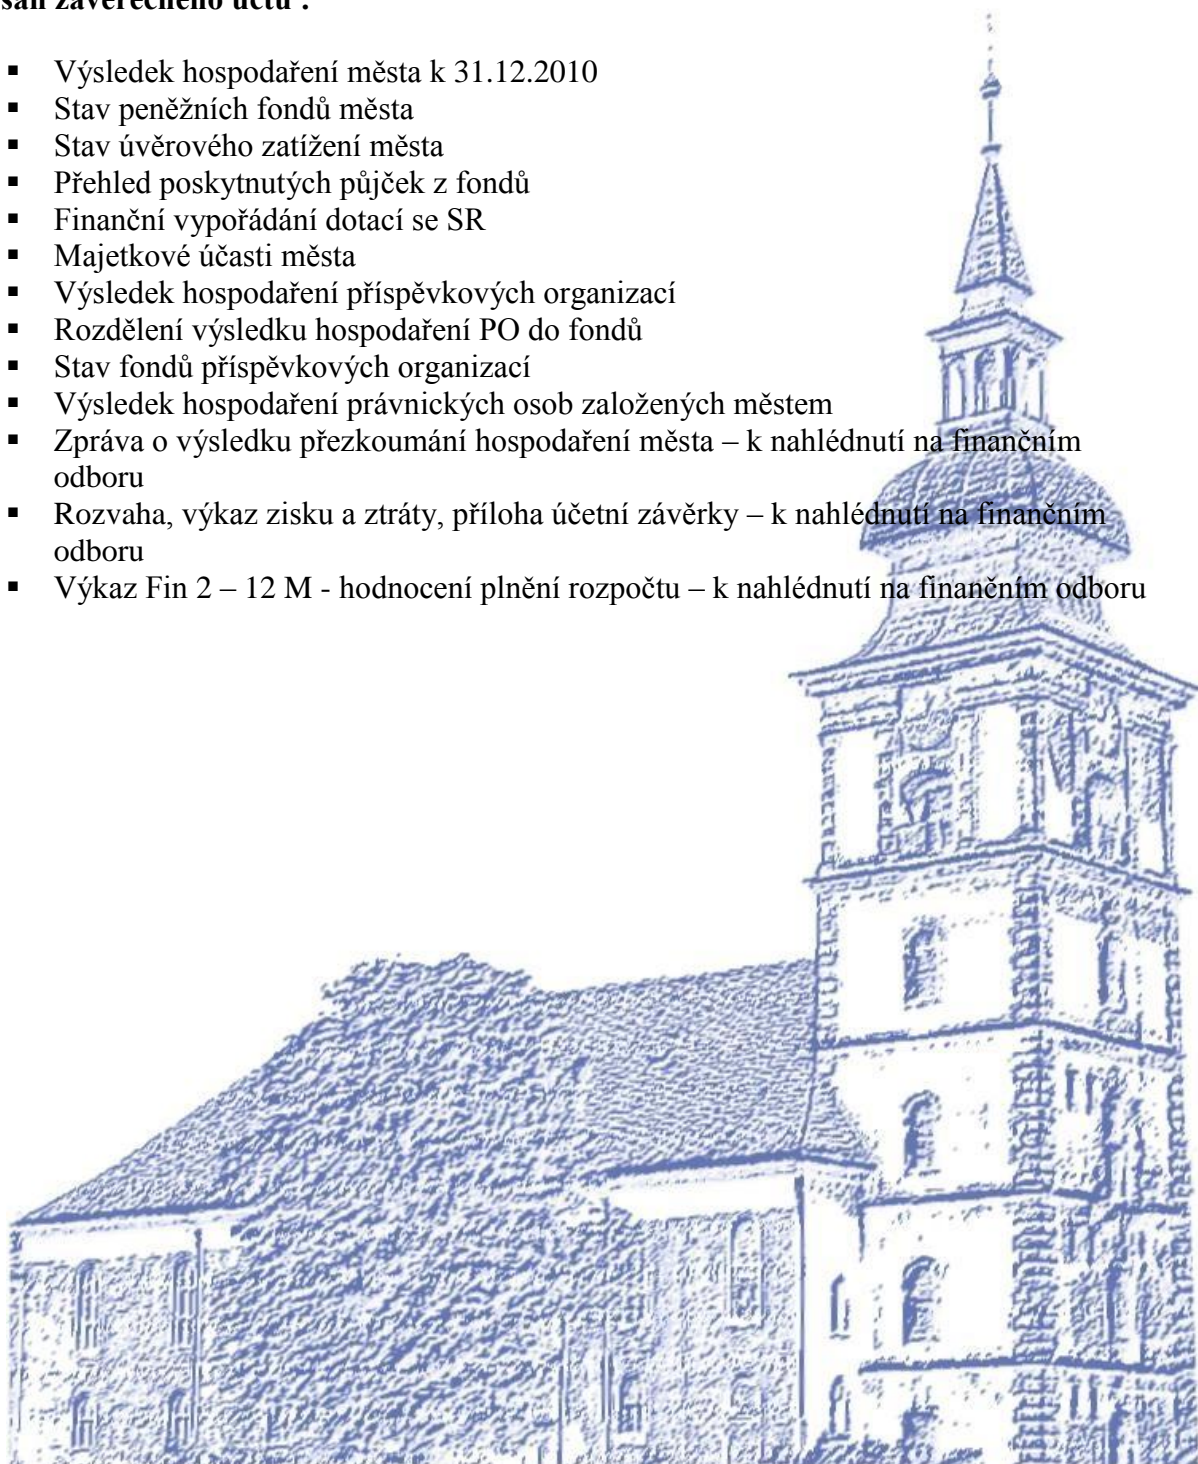 sah závěrečného účtu :
▪ Výsledek hospodaření města k 31.12.2010
▪ Stav peněžních fondů města
▪ Stav úvěrového zatížení města
▪ Přehled poskytnutých půjček z fondů
▪ Finanční vypořádání dotací se SR
▪ Majetkové účasti města
▪ Výsledek hospodaření příspěvkových organizací
▪ Rozdělení výsledku hospodaření PO do fondů
▪ Stav fondů příspěvkových organizací
▪ Výsledek hospodaření právnických osob založených městem
▪ Zpráva o výsledku přezkoumání hospodaření města – k nahlédnutí na finančním
odboru
▪ Rozvaha, výkaz zisku a ztráty, příloha účetní závěrky – k nahlédnutí na finančním
odboru
▪ Výkaz Fin 2 – 12 M - hodnocení plnění rozpočtu – k nahlédnutí na finančním odboru